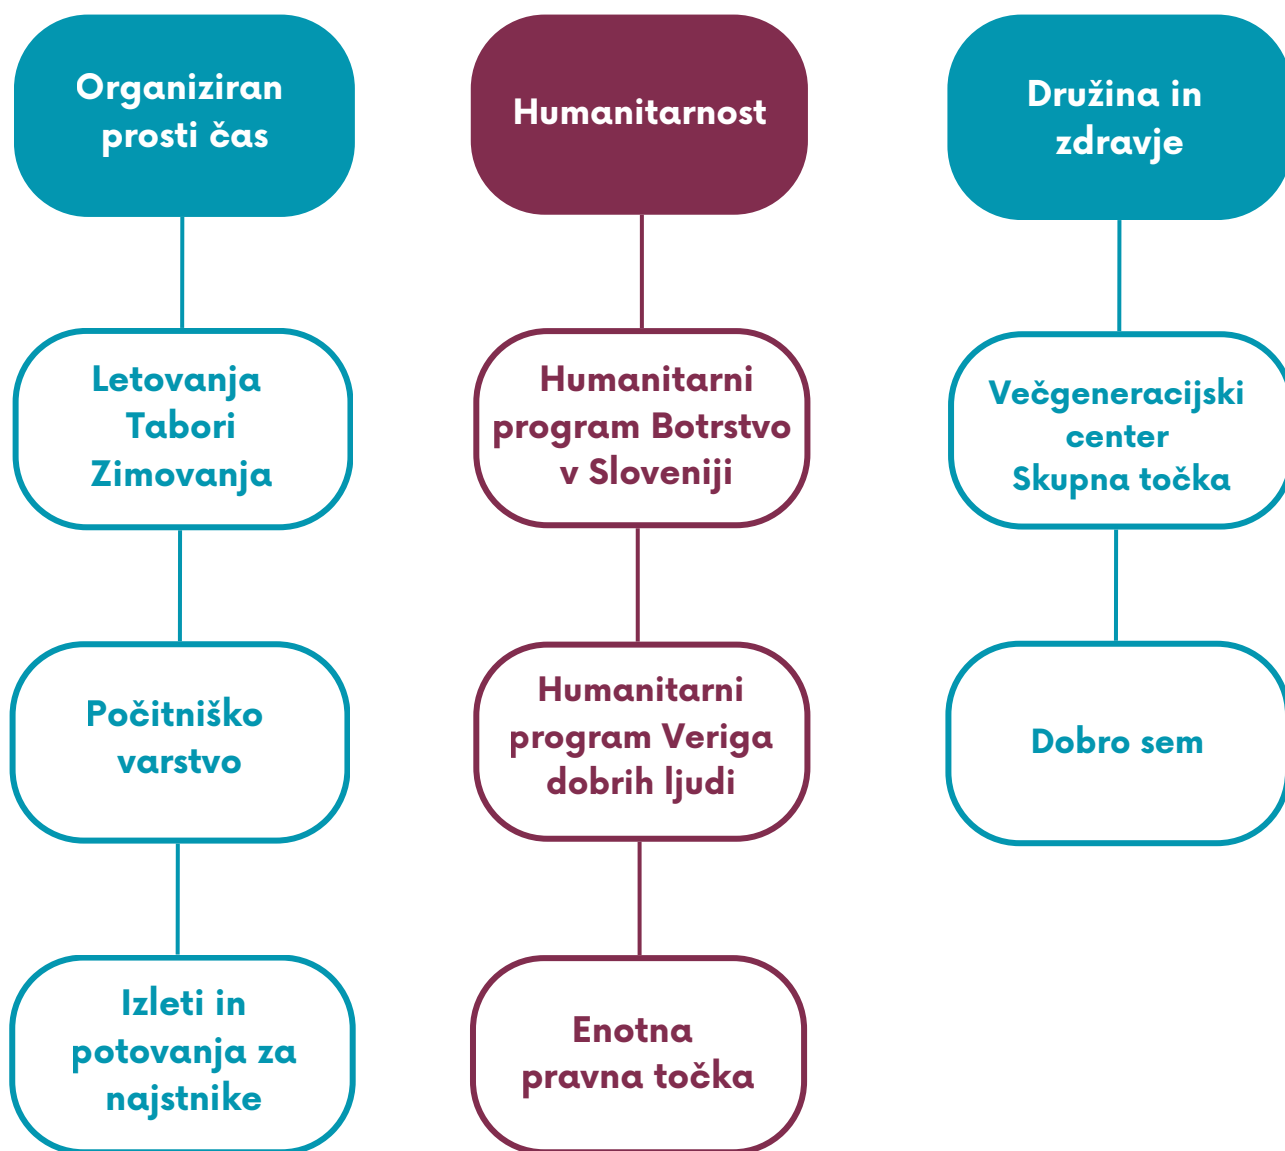 Organiziran
prosti čas
Letovanja
Tabori
Zimovanja
Počitniško
varstvo
Izleti in
potovanja za
najstnike
Humanitarnost
Humanitarni
program Botrstvo
v Sloveniji
Humanitarni
program Veriga
dobrih ljudi
Enotna
pravna točka
Družina in
zdravje
Večgeneracijski
center
Skupna točka
Dobro sem